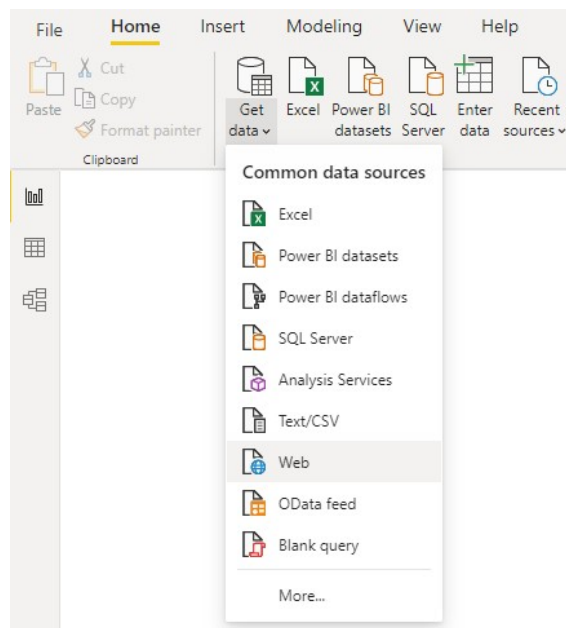 File Home Insert Modeling View Help
Paste
Cut
Copy
Format painter
Clipboard
Get data
Excel
Power BI datasets
SQL Server
Enter data
Recent sources
Common data sources
Excel
Power BI datasets
Power BI dataflows
SQL Server
Analysis Services
Text/CSV
Web
OData feed
Blank query
More...